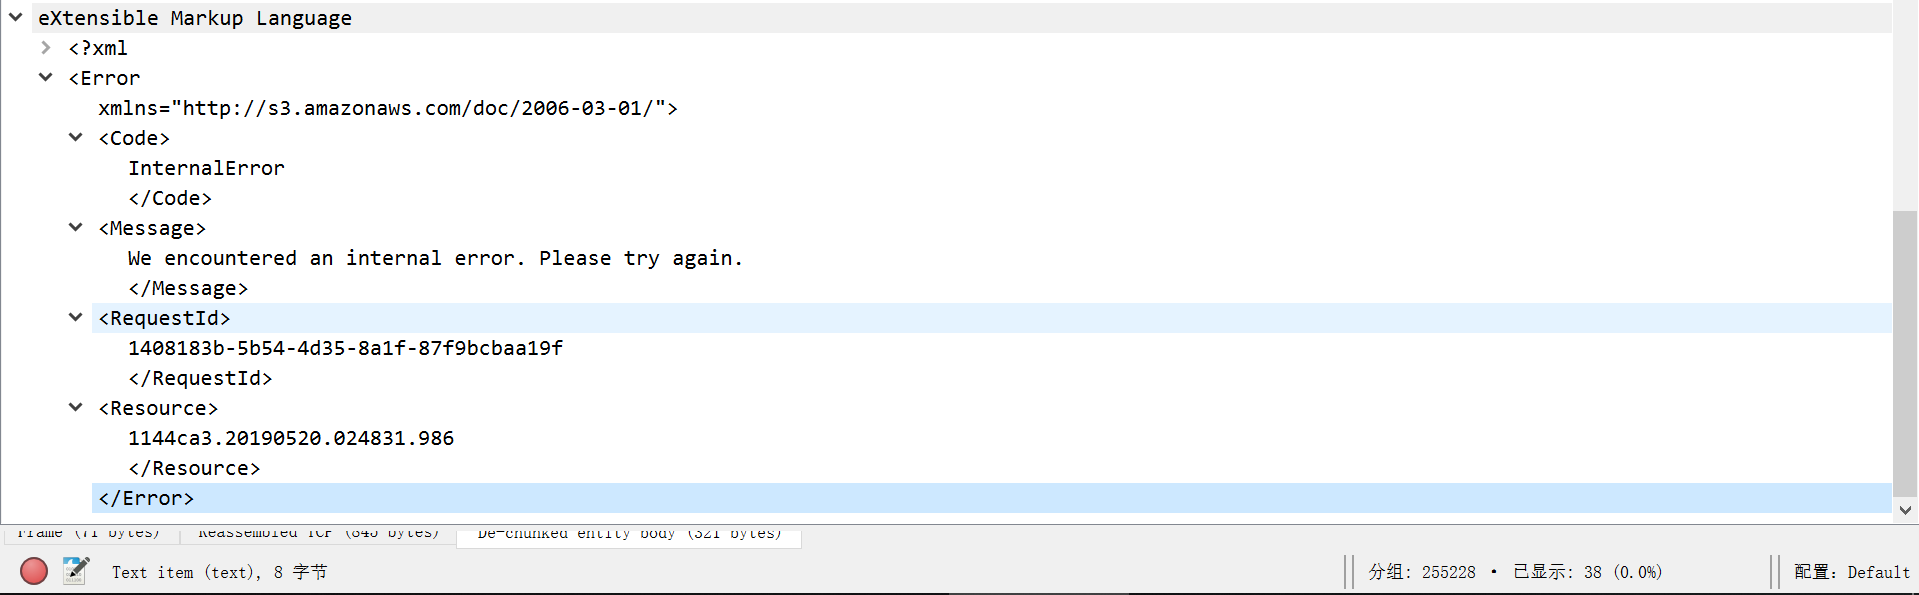 eXtensible Markup Language
<?xml
<Error
xmlns="http://s3.amazonaws.com/doc/2006-03-01/">
<Code>
InternalError
</Code>
<Message>
We encountered an internal error. Please try again.
</Message>
<RequestId>
1408183b-5b54-4d35-8a1f-87f9bcbaa19f
</RequestId>
<Resource>
1144ca3.20190520.024831.986
</Resource>
</Error>
Frame (71 bytes) Reassembled TCP (845 bytes) De-chunked entity body (321 bytes)
Text item (text), 8 字节 分组: 255228 · 已显示: 38 (0.0%) 配置: Default